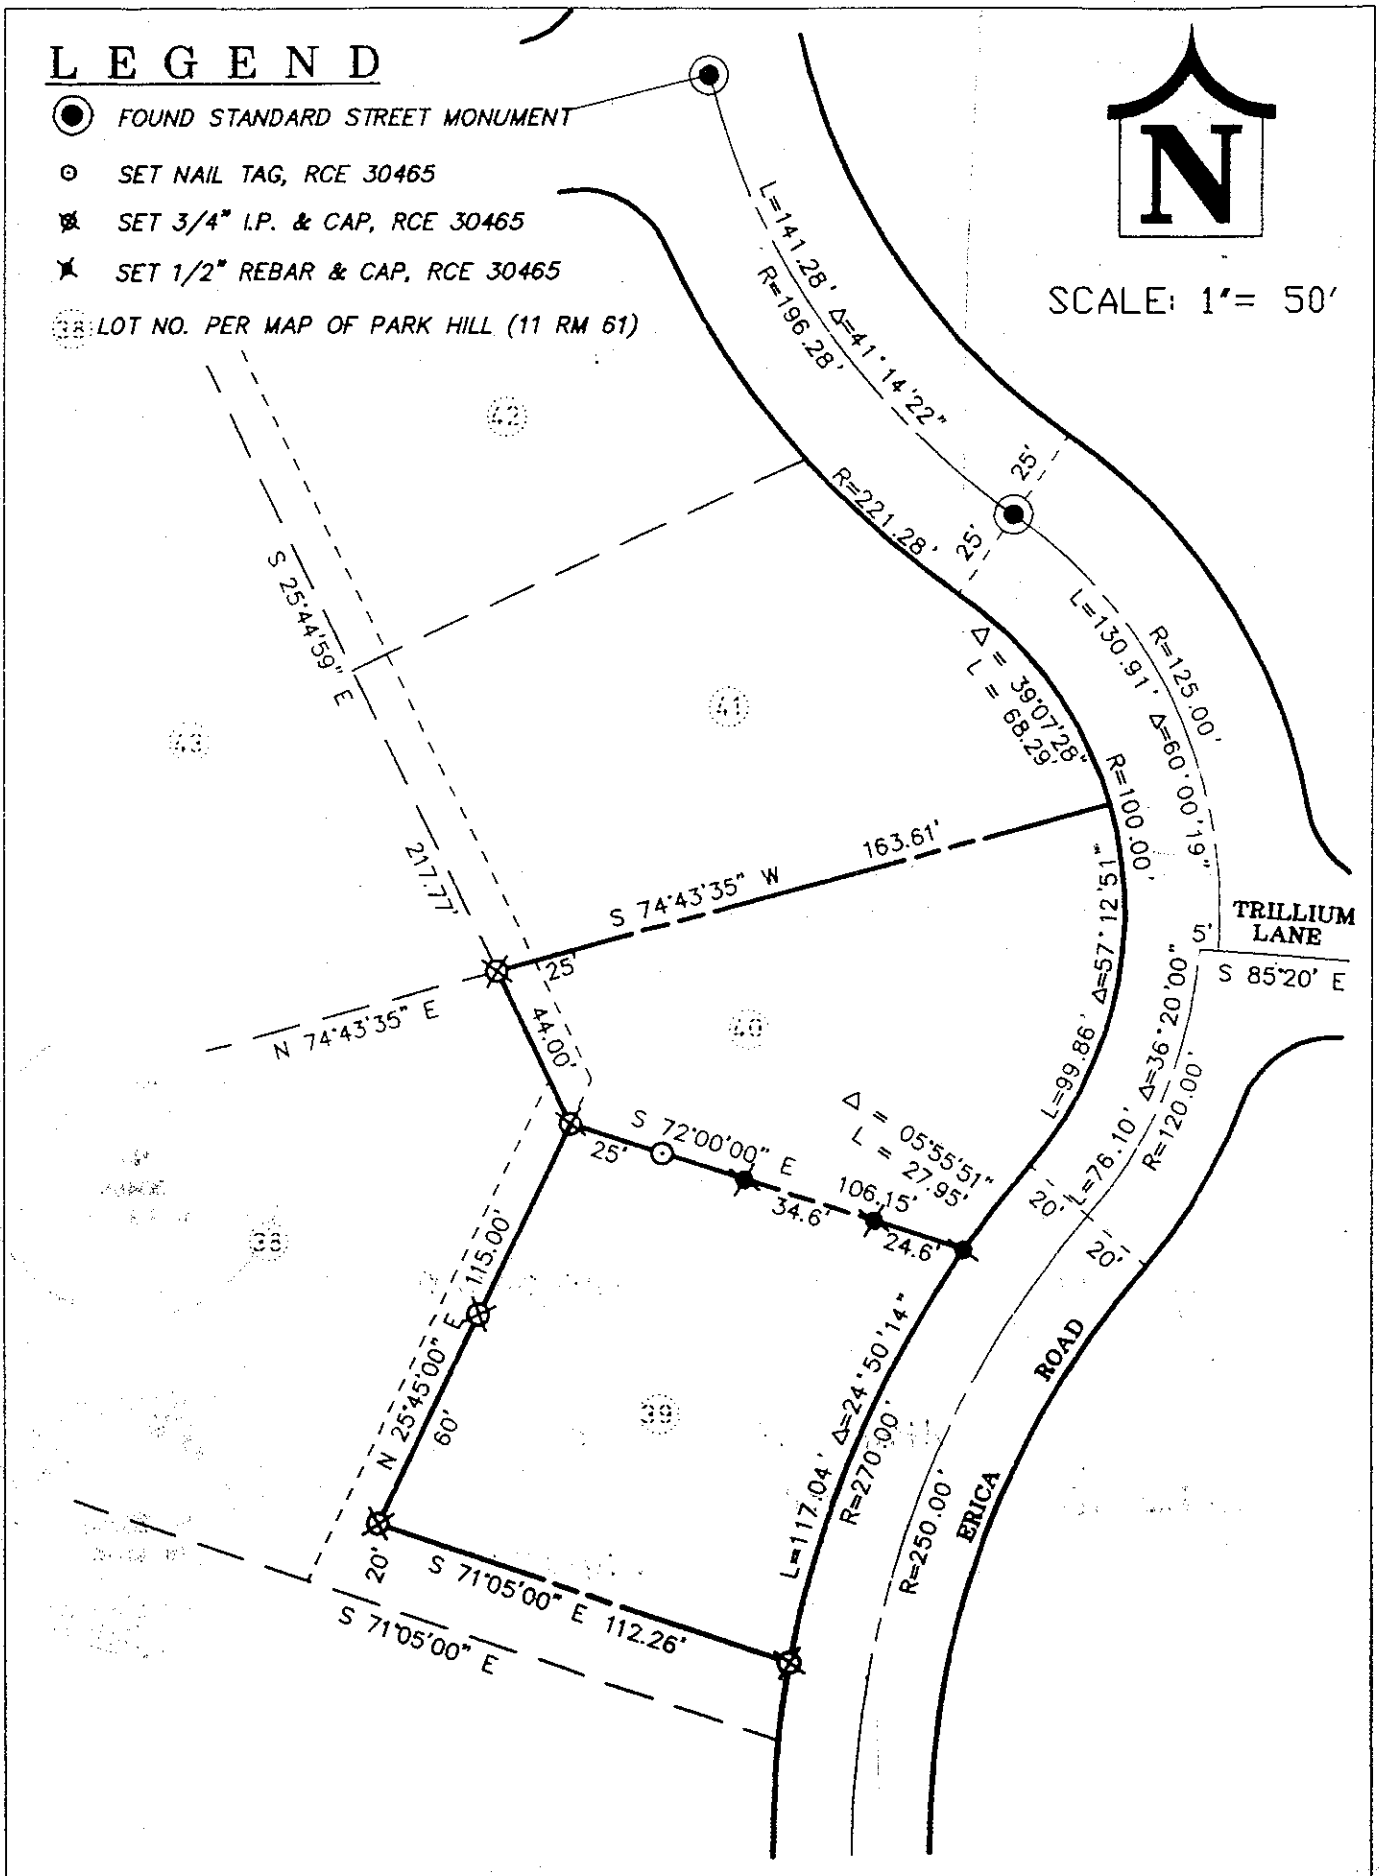 LEGEND
FOUND STANDARD STREET MONUMENT
SET NAIL TAG, RCE 30465
SET 3/4" I.P. & CAP, RCE 30465
SET 1/2" REBAR & CAP, RCE 30465
38 LOT NO. PER MAP OF PARK HILL (11 RM 61)
N
SCALE: 1"= 50'
L=141.28' Δ=41°14'22"
R=196.28'
42
25'
25'
R=221.28'
S 25°44'59" E
217.77'
43
41
Δ = 39°07'28"
L = 68.29'
L=130.91' Δ=60°00'19"
R=125.00'
R=100.00'
S 74°43'35" W
163.61'
25'
N 74°43'35" E
44.00'
40
L=99.86' Δ=57°12'51"
TRILLIUM
LANE
5'
S 85°20' E
L=76.10' Δ=36°20'00"
R=120.00'
Δ = 05°55'51"
L = 27.95'
S 72°00'00" E
106.15'
25'
34.6'
24.6'
20'
20'
38
N 25°45'00" E
115.00'
60'
39
L=117.04' Δ=24°50'14"
R=270.00'
R=250.00'
ERICA
ROAD
20'
S 71°05'00" E 112.26'
S 71°05'00" E